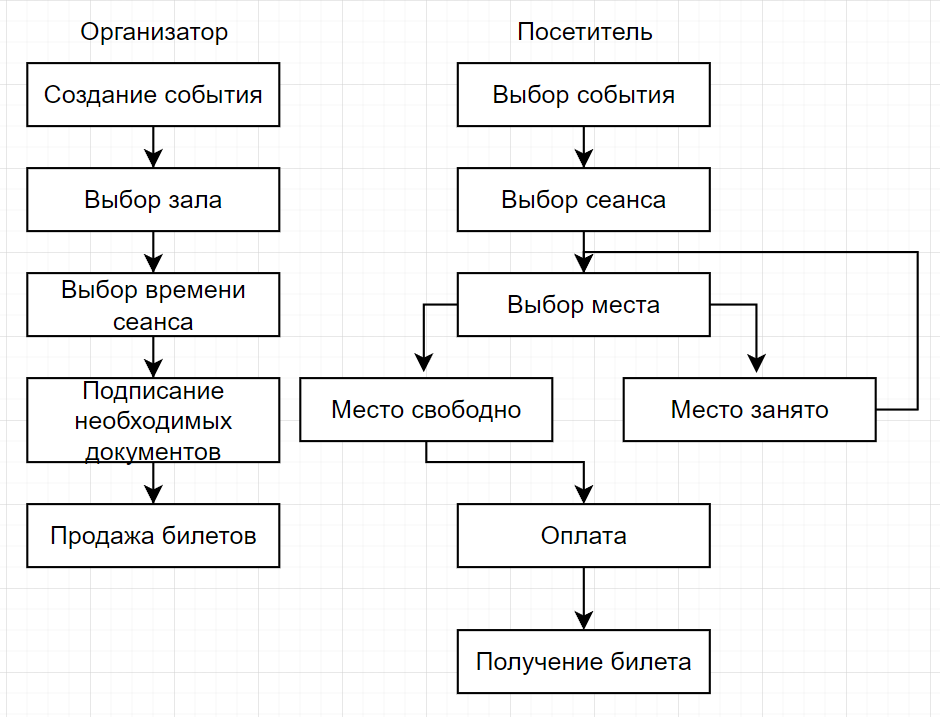 Организатор
Создание события
Выбор зала
Выбор времени
сеанса
Подписание
необходимых
документов
Продажа билетов
Посетитель
Выбор события
Выбор сеанса
Выбор места
Место свободно
Место занято
Оплата
Получение билета